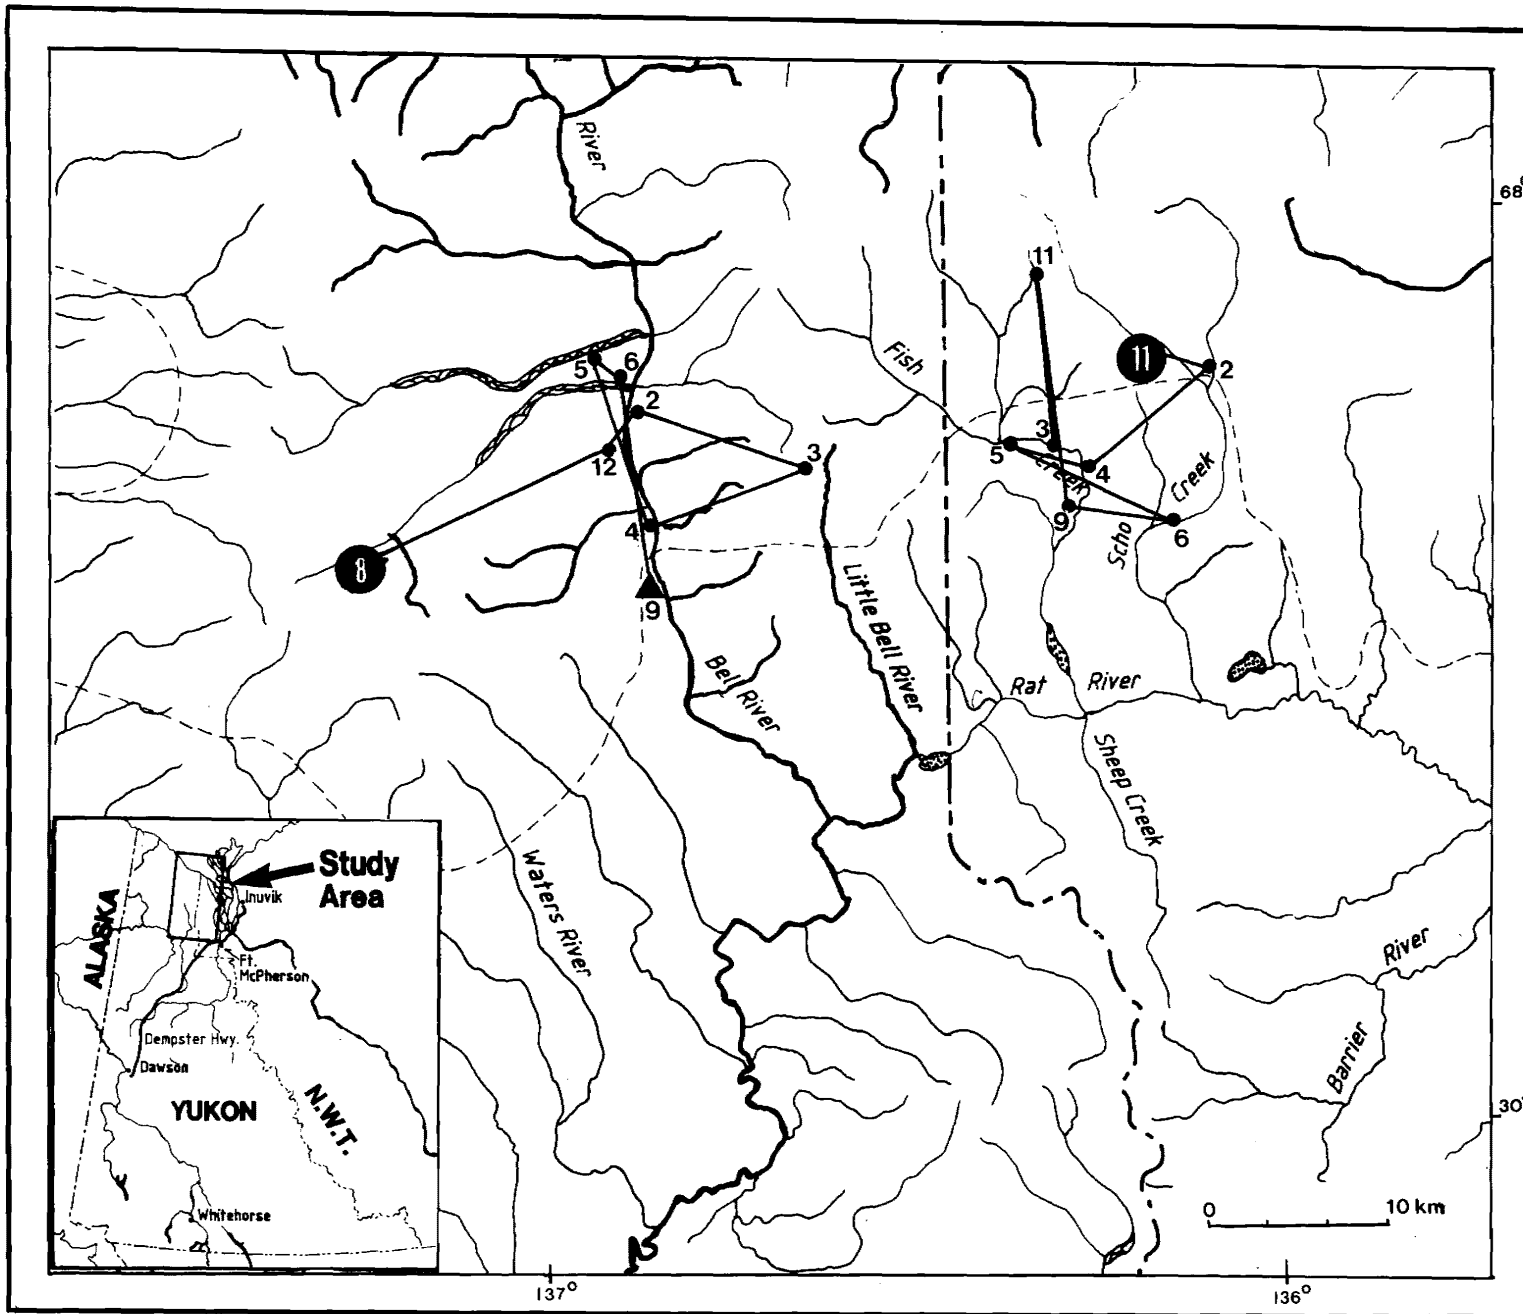 River
68°
11
5
6
2
12
3
4
8
9
Fish
Creek
11
2
3
5
4
9
6
Scho
Creek
Little Bell River
Bell River
Rat River
Sheep Creek
Waters River
River
Barrier
30'
0 10 km
137°
136°
Study
Area
ALASKA
Inuvik
Ft.
McPherson
Dempster Hwy.
Dawson
YUKON
N.W.T.
Whitehorse